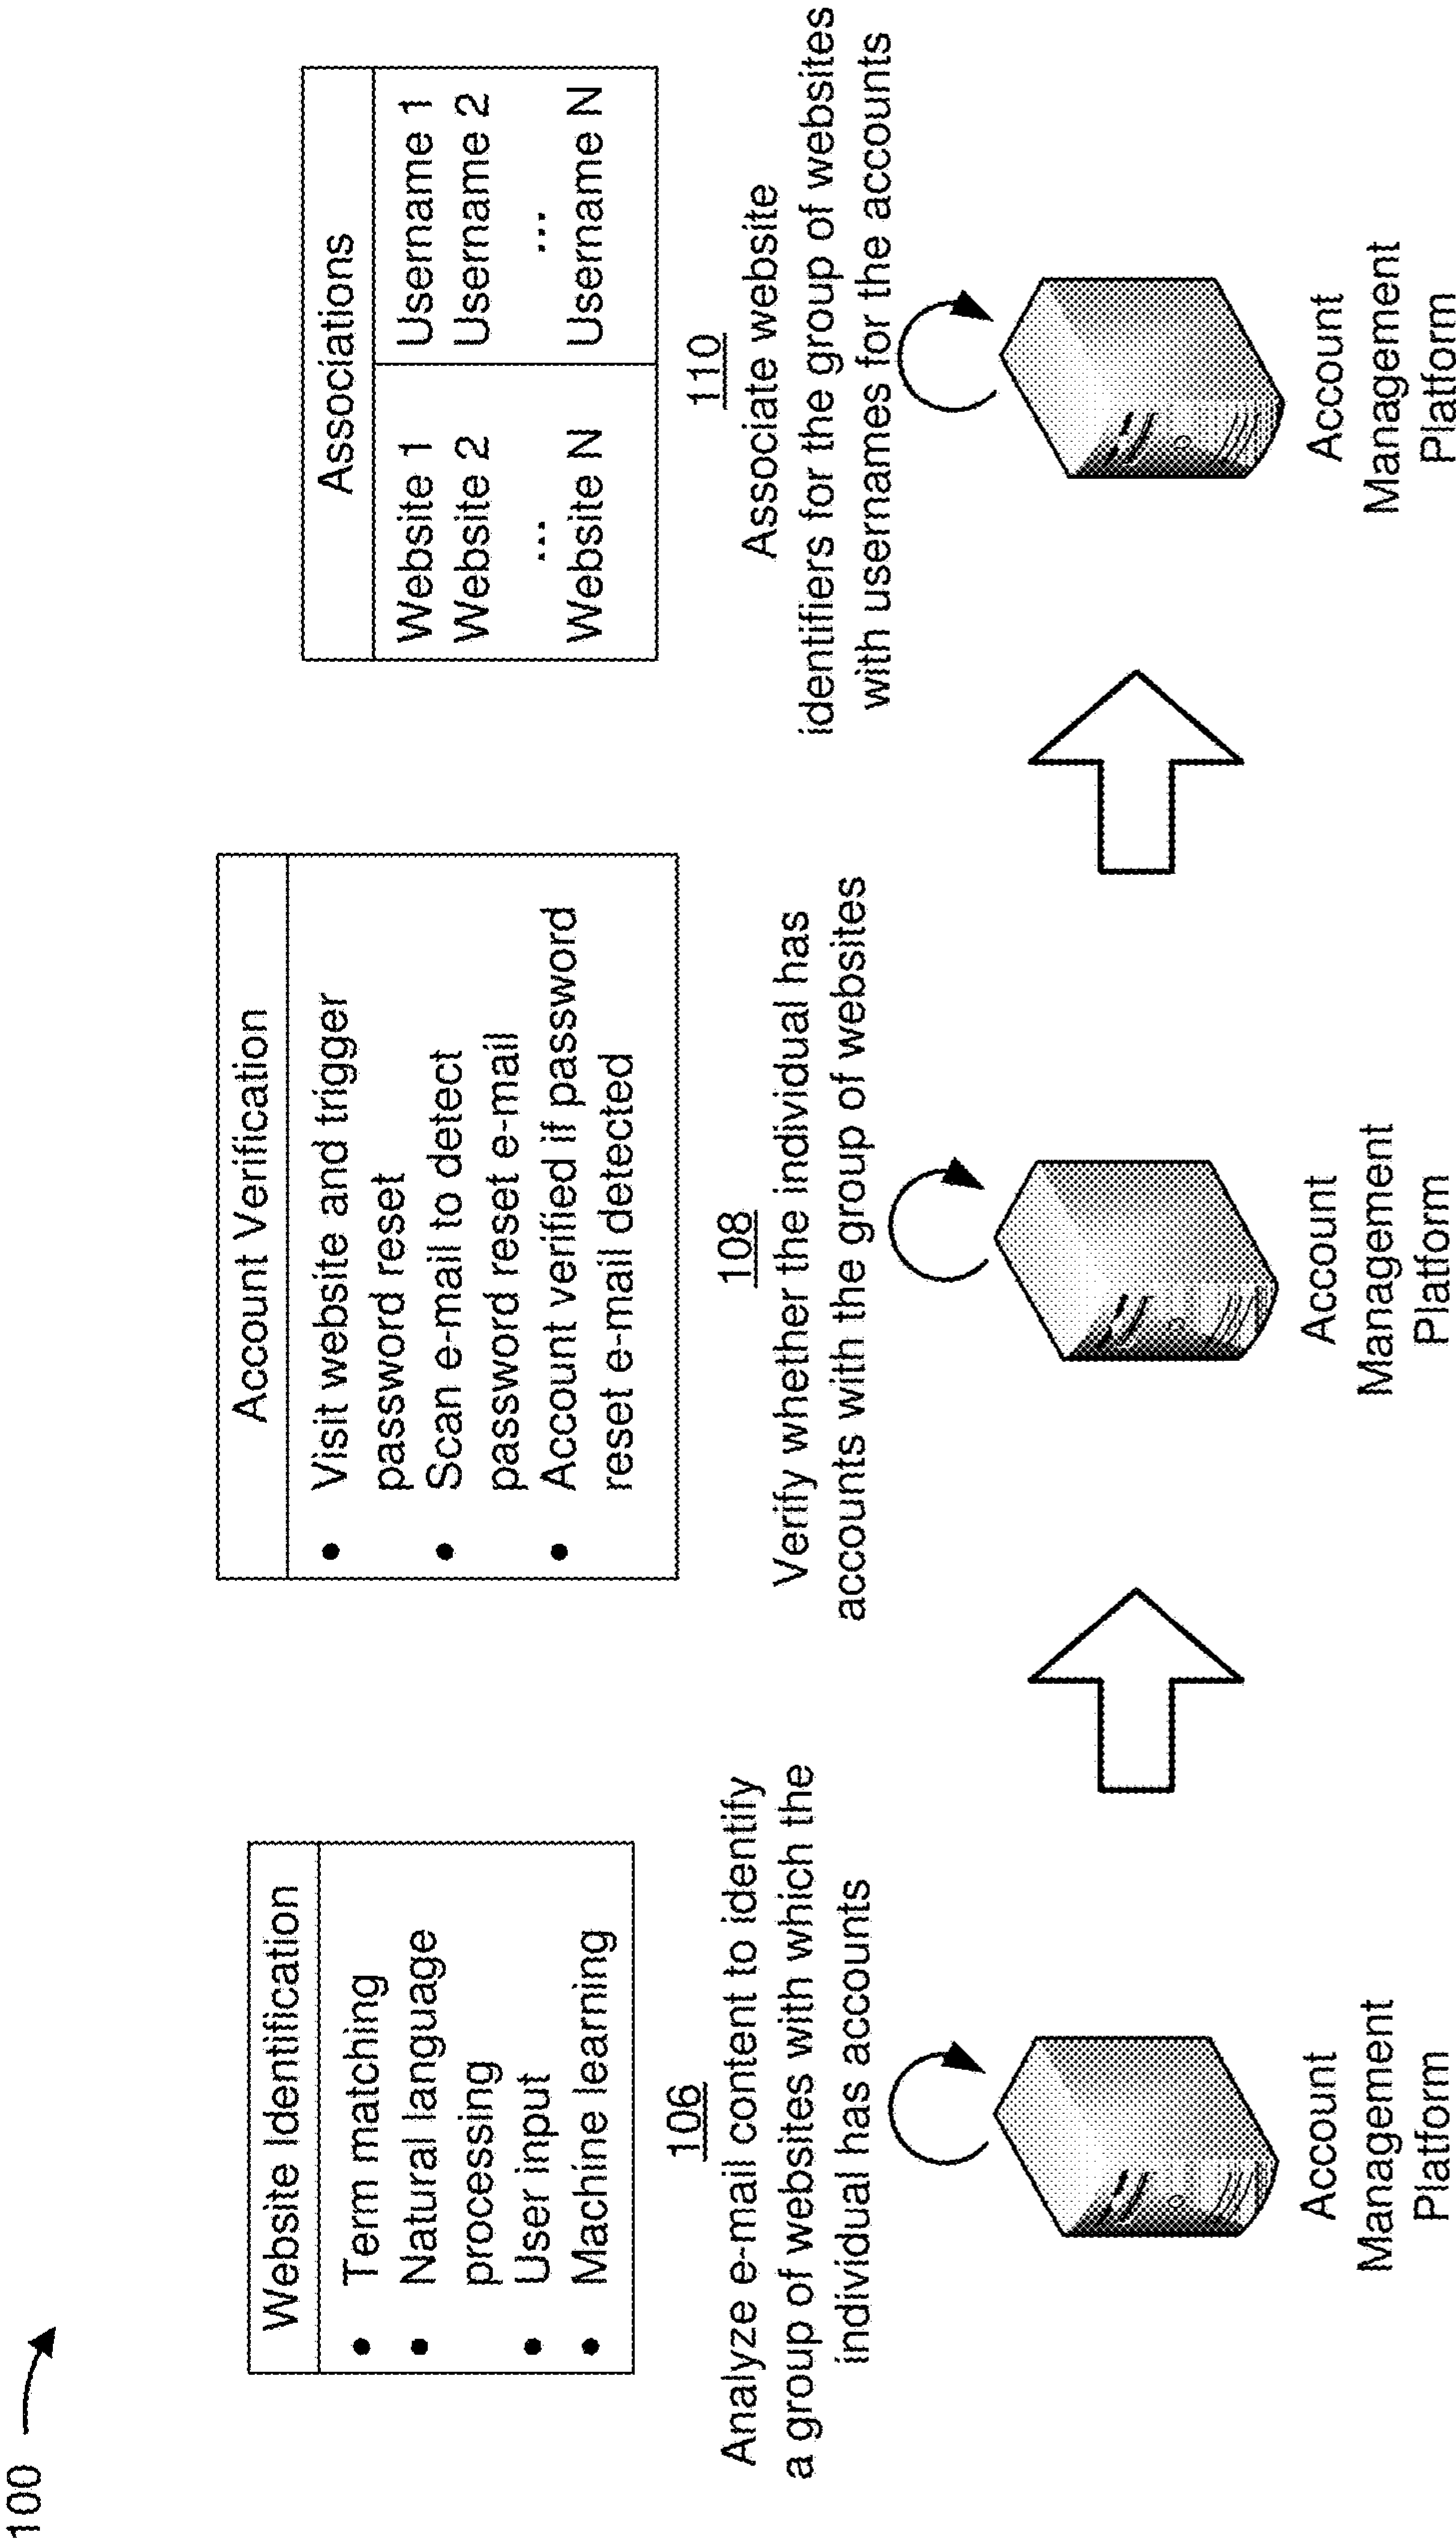 100
Website Identification
• Term matching
• Natural language
processing
• User input
• Machine learning
106
Analyze e-mail content to identify
a group of websites with which the
individual has accounts
Account
Management
Platform
Account Verification
• Visit website and trigger
password reset
• Scan e-mail to detect
password reset e-mail
• Account verified if password
reset e-mail detected
108
Verify whether the individual has
accounts with the group of websites
Account
Management
Platform
Associations
Website 1 Username 1
Website 2 Username 2
... ...
Website N Username N
110
Associate website
identifiers for the group of websites
with usernames for the accounts
Account
Management
Platform